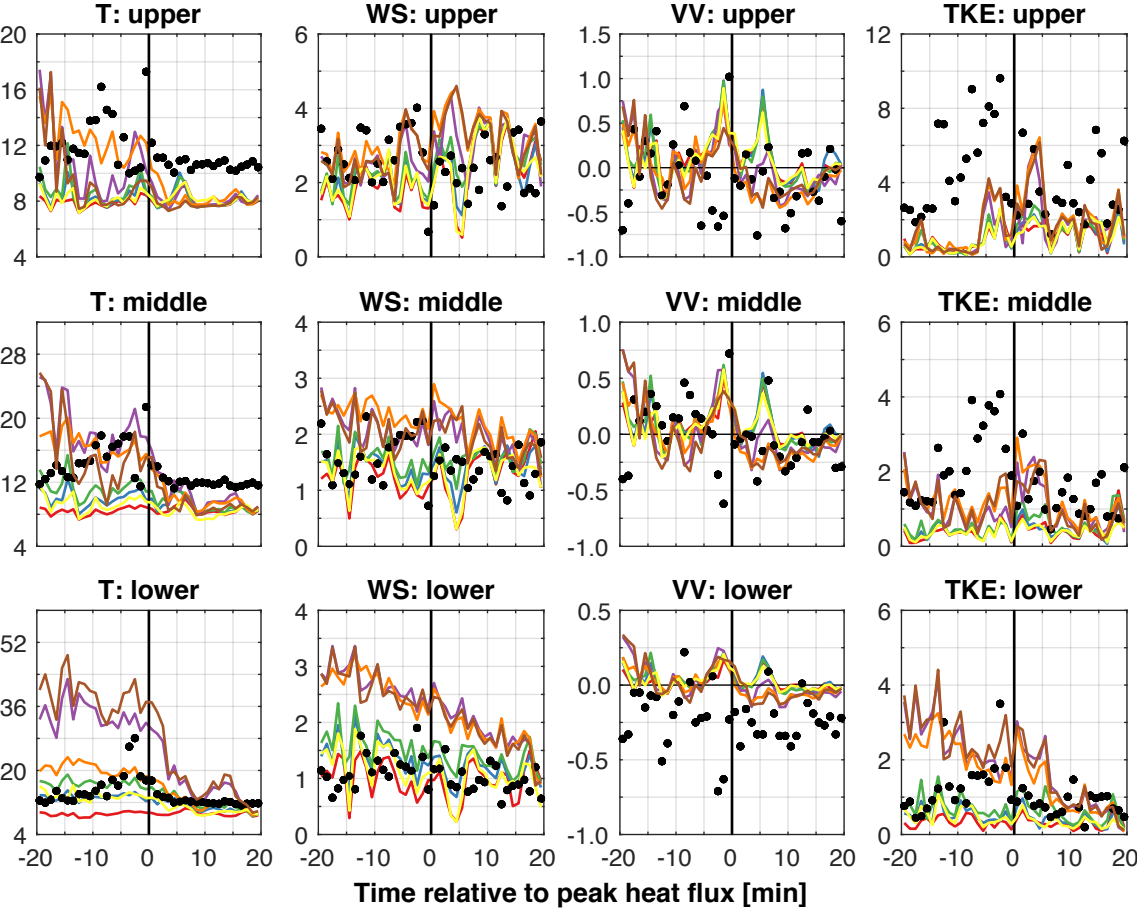 T: upper WS: upper VV: upper TKE: upper
20 6 1.5 12
16 1.0
12 4 0.5 8
8 2 0.0 4
-0.5
4 0 -1.0 0
T: middle WS: middle VV: middle TKE: middle
28 4 1.0 6
3 0.5 4
20 2 0.0
12 1 -0.5 2
4 0 -1.0 0
T: lower WS: lower VV: lower TKE: lower
52 4 0.5 6
36 3 0.0 4
20 2 -0.5 2
1
4 0 -1.0 0
-20 -10 0 10 20 -20 -10 0 10 20 -20 -10 0 10 20 -20 -10 0 10 20
Time relative to peak heat flux [min]